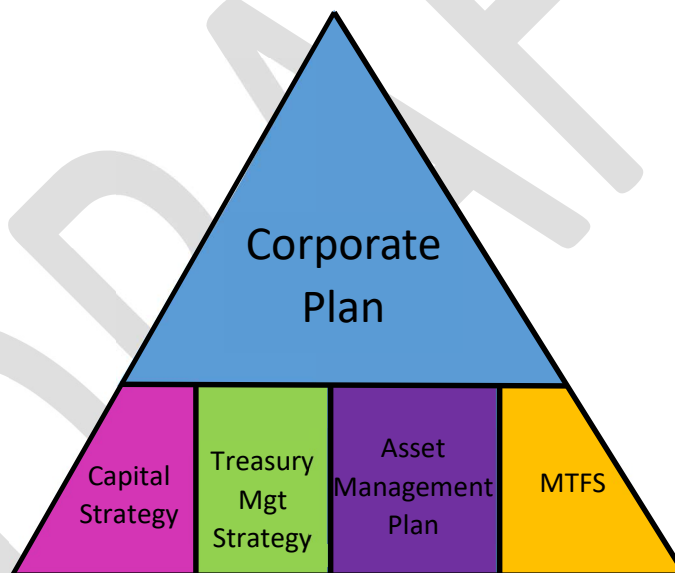 Corporate
Plan
Capital
Strategy
Treasury
Mgt
Strategy
Asset
Management
Plan
MTFS